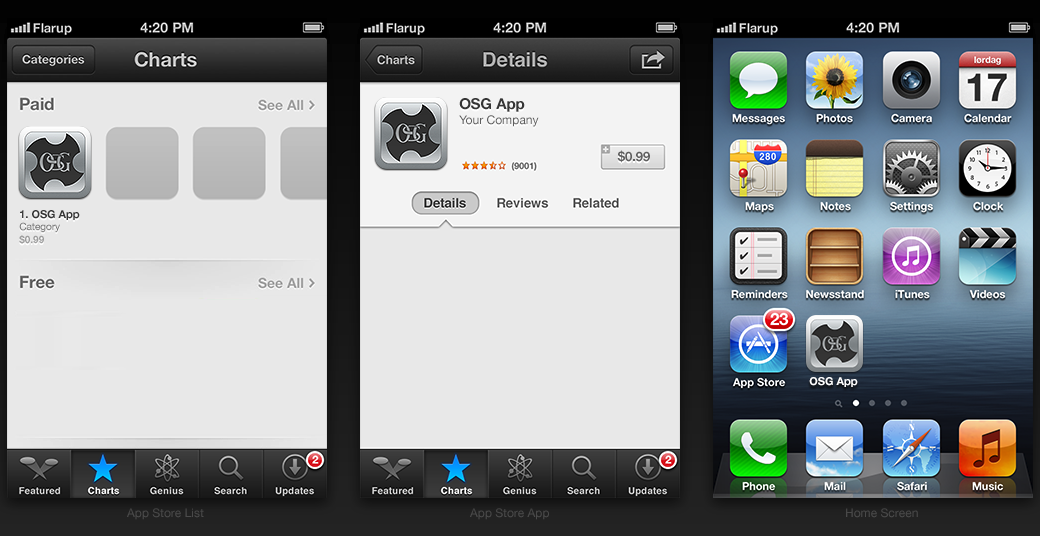 Flarup 4:20 PM
Categories Charts
Paid See All >
OSG
1. OSG App
Category
$0.99
Free See All >
2
Featured Charts Genius Search Updates
App Store List
Flarup 4:20 PM
Charts Details
OSG
OSG App
Your Company
(9001) $0.99
Details Reviews Related
2
Featured Charts Genius Search Updates
App Store App
Flarup 4:20 PM
lørdag
17
Messages Photos Camera Calendar
280
Maps Notes Settings Clock
Reminders Newsstand iTunes Videos
23
OSG
App Store OSG App
Phone Mail Safari Music
Home Screen